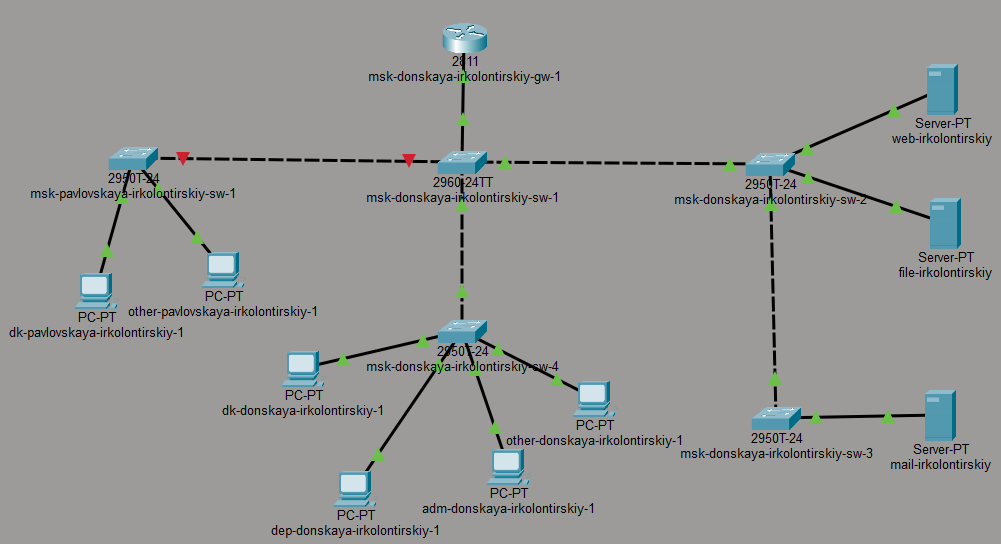 2811
msk-donskaya-irkolontirskiy-gw-1
Server-PT
web-irkolontirskiy
2950T-24
msk-pavlovskaya-irkolontirskiy-sw-1
2960-24TT
msk-donskaya-irkolontirskiy-sw-1
2950T-24
msk-donskaya-irkolontirskiy-sw-2
Server-PT
file-irkolontirskiy
PC-PT
other-pavlovskaya-irkolontirskiy-1
PC-PT
dk-pavlovskaya-irkolontirskiy-1
2950T-24
msk-donskaya-irkolontirskiy-sw-4
PC-PT
dk-donskaya-irkolontirskiy-1
PC-PT
other-donskaya-irkolontirskiy-1
2950T-24
msk-donskaya-irkolontirskiy-sw-3
Server-PT
mail-irkolontirskiy
PC-PT
adm-donskaya-irkolontirskiy-1
PC-PT
dep-donskaya-irkolontirskiy-1